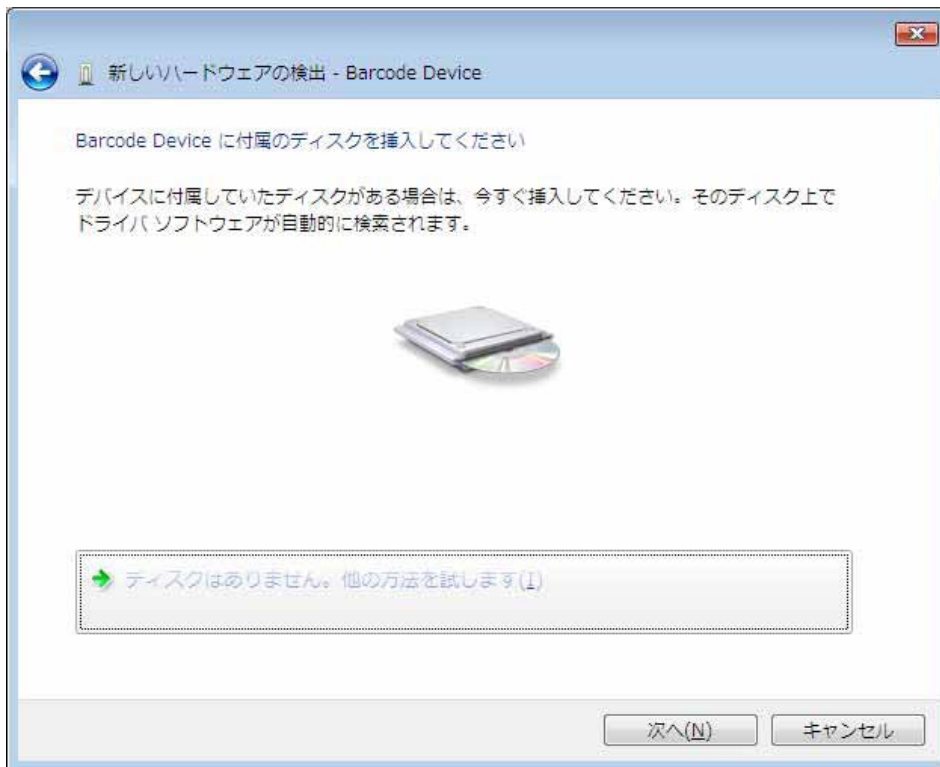 新しいハードウェアの検出 - Barcode Device
Barcode Device に付属のディスクを挿入してください
デバイスに付属していたディスクがある場合は、今すぐ挿入してください。そのディスク上で
ドライバ ソフトウェアが自動的に検索されます。
ディスクはありません。他の方法を試します(I)
次へ(N)
キャンセル